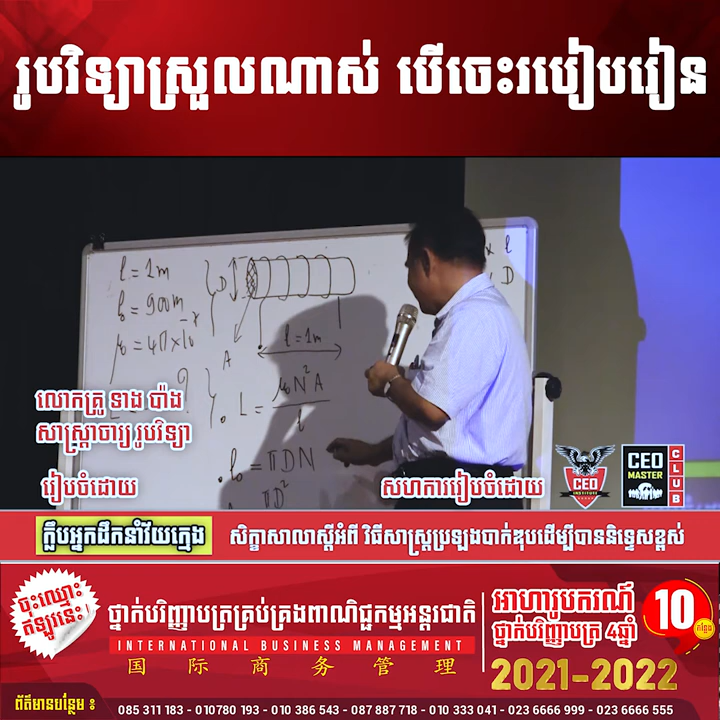 រូបវិទ្យាស្រួលណាស់ បើចេះរបៀបរៀន
l = 1m
l₀ = 900m
μ₀ = 4π×10⁻⁷
D
A
l = 1m
L = μ₀N²A / l
l₀ = πDN
πD²
លោកគ្រូ ទាងប៉ាង
សាស្ត្រាចារ្យ រូបវិទ្យា
រៀបចំដោយ
សហការរៀបចំដោយ
CEO
INSTITUTE
CEO
MASTER
CLUB
ក្លឹបអ្នកដឹកនាំវ័យក្មេង
សិក្ខាសាលាស្តីអំពី វិធីសាស្ត្រប្រឡងបាក់ឌុបដើម្បីបាននិទ្ទេសខ្ពស់
ចុះឈ្មោះ
ឥឡូវនេះ!
ថ្នាក់បរិញ្ញាបត្រគ្រប់គ្រងពាណិជ្ជកម្មអន្តរជាតិ
INTERNATIONAL BUSINESS MANAGEMENT
国际商务管理
អាហារូបករណ៍
ថ្នាក់បរិញ្ញាបត្រ 4ឆ្នាំ
10
កន្លែង
2021-2022
ព័ត៌មានបន្ថែម ៖
085 311 183 - 010780 193 - 010 386 543 - 087 887 718 - 010 333 041 - 023 6666 999 - 023 6666 555